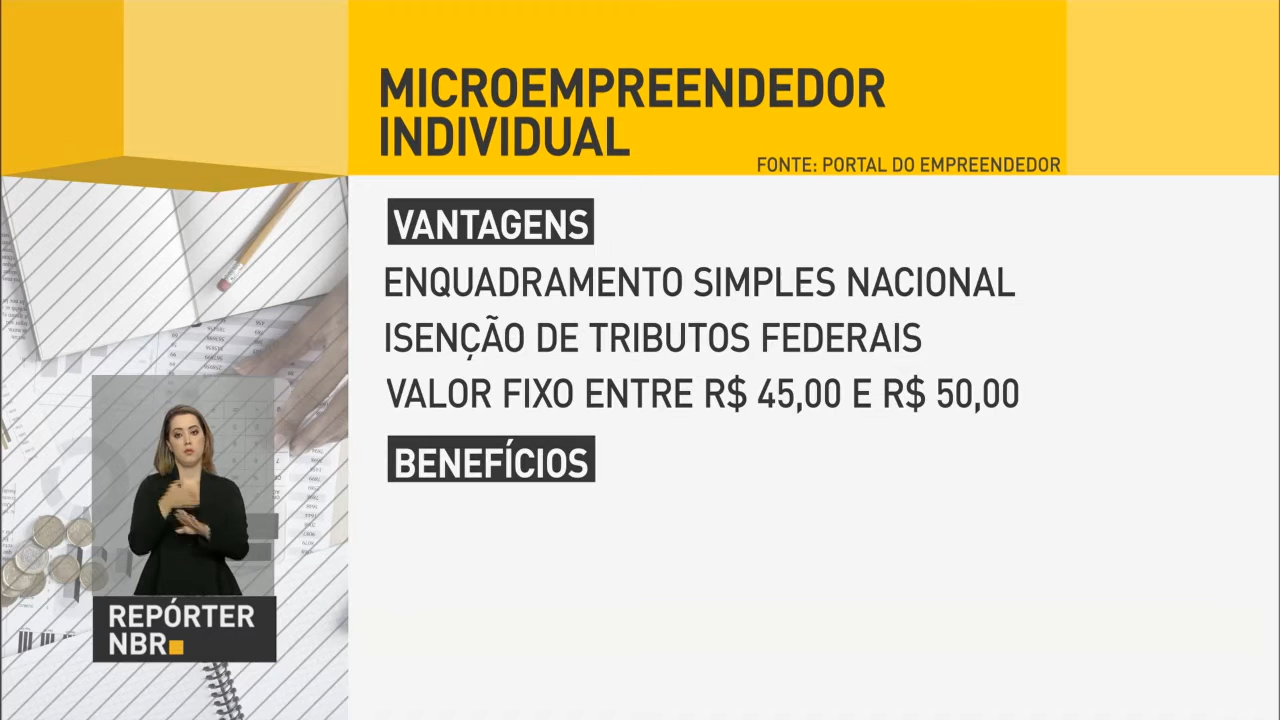 MICROEMPREENDEDOR
INDIVIDUAL
FONTE: PORTAL DO EMPREENDEDOR
VANTAGENS
ENQUADRAMENTO SIMPLES NACIONAL
ISENÇÃO DE TRIBUTOS FEDERAIS
VALOR FIXO ENTRE R$ 45,00 E R$ 50,00
BENEFÍCIOS
REPÓRTER
NBR